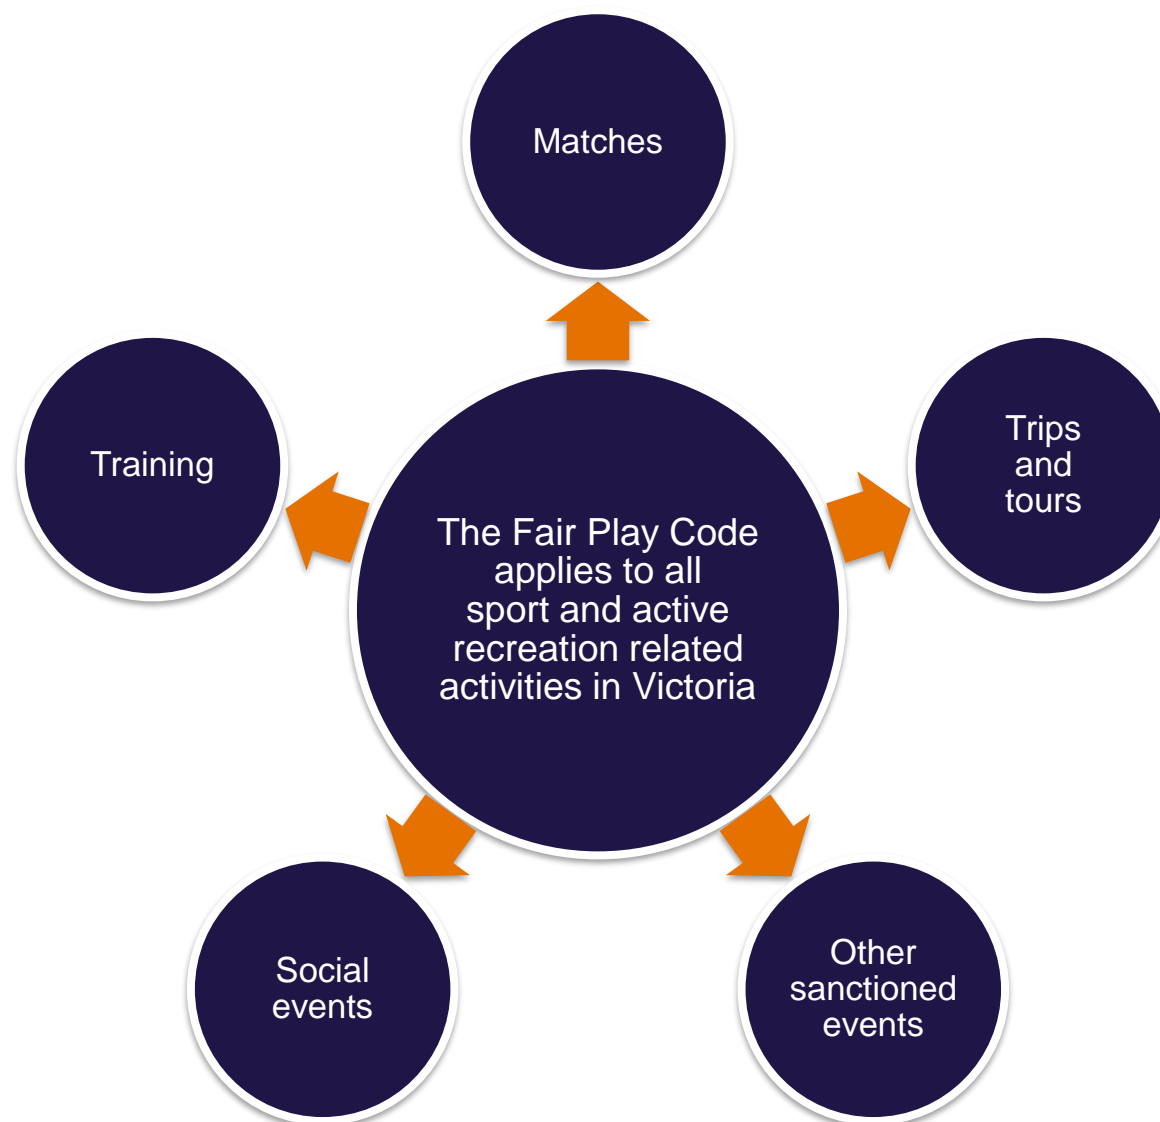 Matches
Training
Trips
and
tours
The Fair Play Code
applies to all
sport and active
recreation related
activities in Victoria
Social
events
Other
sanctioned
events